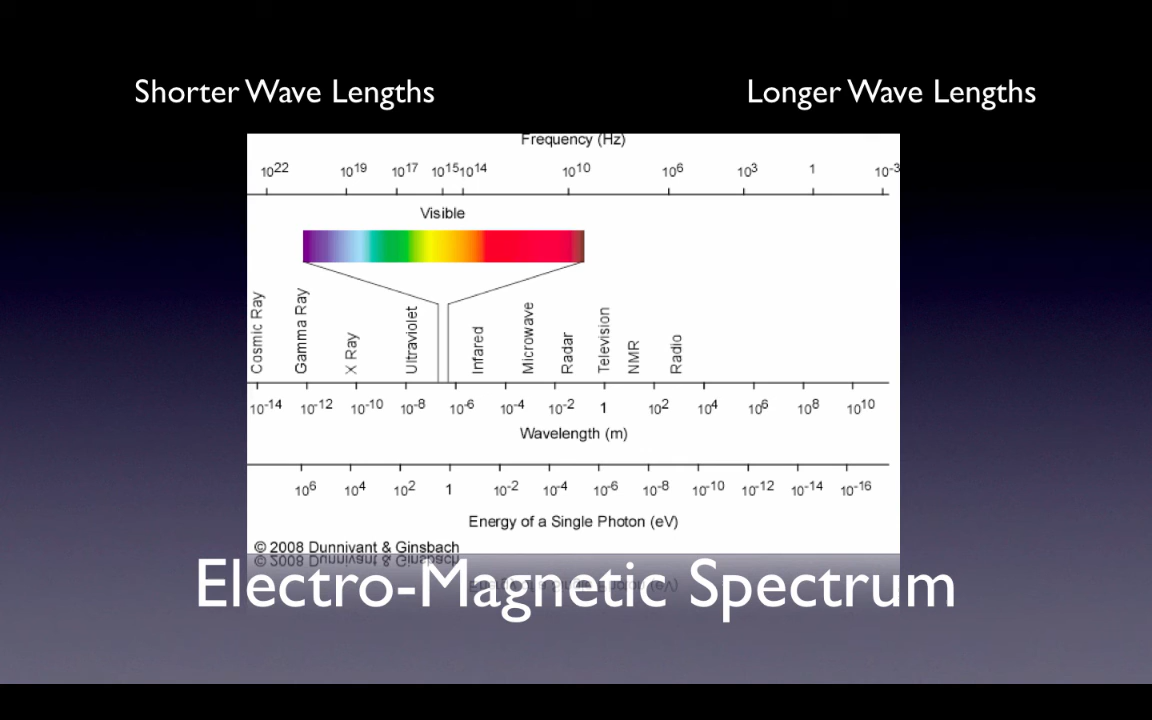 Shorter Wave Lengths
Longer Wave Lengths
Frequency (Hz)
10²² 10¹⁹ 10¹⁷ 10¹⁵ 10¹⁴ 10¹⁰ 10⁶ 10³ 1 10⁻³
Visible
Cosmic Ray
Gamma Ray
X Ray
Ultraviolet
Infared
Microwave
Radar
Television
NMR
Radio
10⁻¹⁴ 10⁻¹² 10⁻¹⁰ 10⁻⁸ 10⁻⁶ 10⁻⁴ 10⁻² 1 10² 10⁴ 10⁶ 10⁸ 10¹⁰
Wavelength (m)
10⁶ 10⁴ 10² 1 10⁻² 10⁻⁴ 10⁻⁶ 10⁻⁸ 10⁻¹⁰ 10⁻¹² 10⁻¹⁴ 10⁻¹⁶
Energy of a Single Photon (eV)
© 2008 Dunnivant & Ginsbach
Electro-Magnetic Spectrum